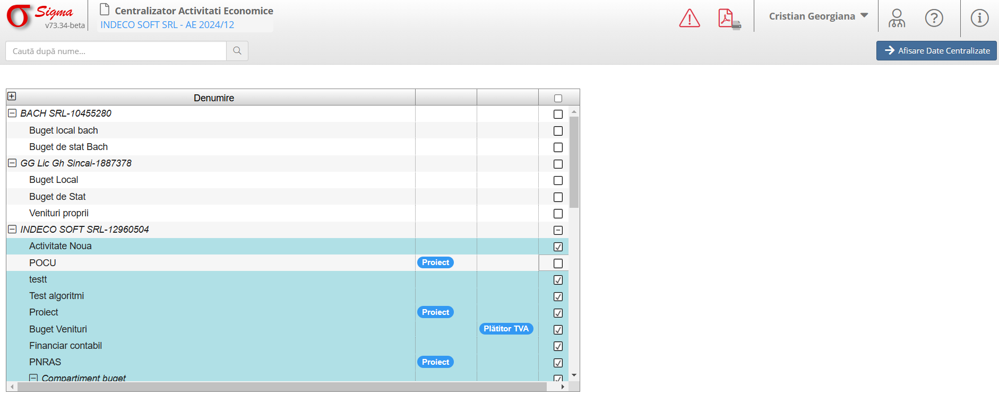 Sigma
v73.34-beta
Centralizator Activitati Economice
INDECO SOFT SRL - AE 2024/12
Cristian Georgiana
Caută după nume...
Afisare Date Centralizate
Denumire
BACH SRL-10455280
Buget local bach
Buget de stat Bach
GG Lic Gh Sincai-1887378
Buget Local
Buget de Stat
Venituri proprii
INDECO SOFT SRL-12960504
Activitate Noua
POCU Proiect
testt
Test algoritmi
Proiect Proiect
Buget Venituri Plătitor TVA
Financiar contabil
PNRAS Proiect
Compartiment buget